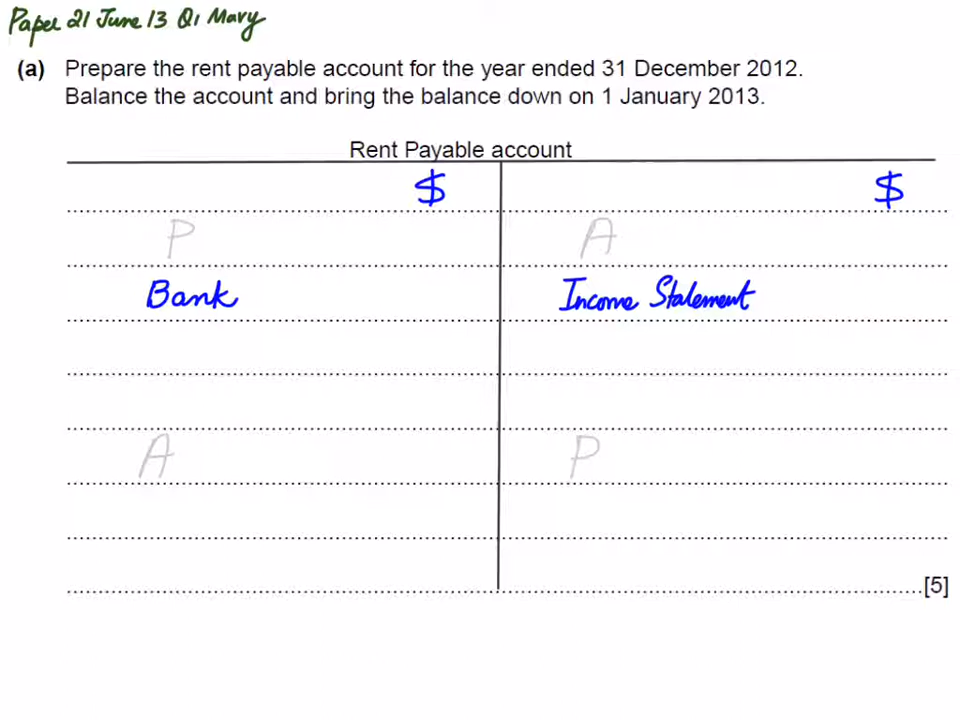 Paper 21 June 13 Q1 Mary
(a) Prepare the rent payable account for the year ended 31 December 2012.
Balance the account and bring the balance down on 1 January 2013.
Rent Payable account
$ $
P A
Bank Income Statement
A P
[5]